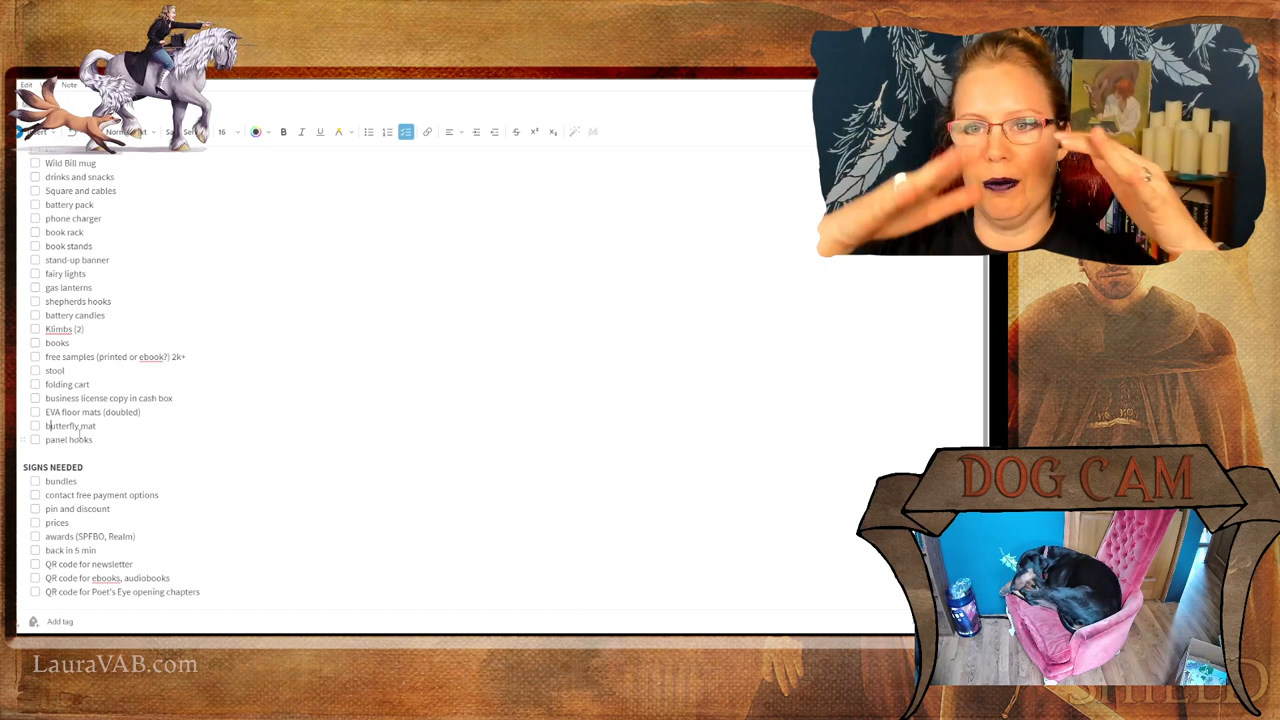 Edit
Note
16
B
I
U
A
S
Wild Bill mug
drinks and snacks
Square and cables
battery pack
phone charger
book rack
book stands
stand-up banner
fairy lights
gas lanterns
shepherds hooks
battery candles
Klimbs (2)
books
free samples (printed or ebook?) 2k+
stool
folding cart
business license copy in cash box
EVA floor mats (doubled)
butterfly mat
panel hooks
SIGNS NEEDED
bundles
contact free payment options
pin and discount
prices
awards (SPFBO, Realm)
back in 5 min
QR code for newsletter
QR code for ebooks, audiobooks
QR code for Poet's Eye opening chapters
Add tag
DOG CAM
LauraVAB.com
SHIELD